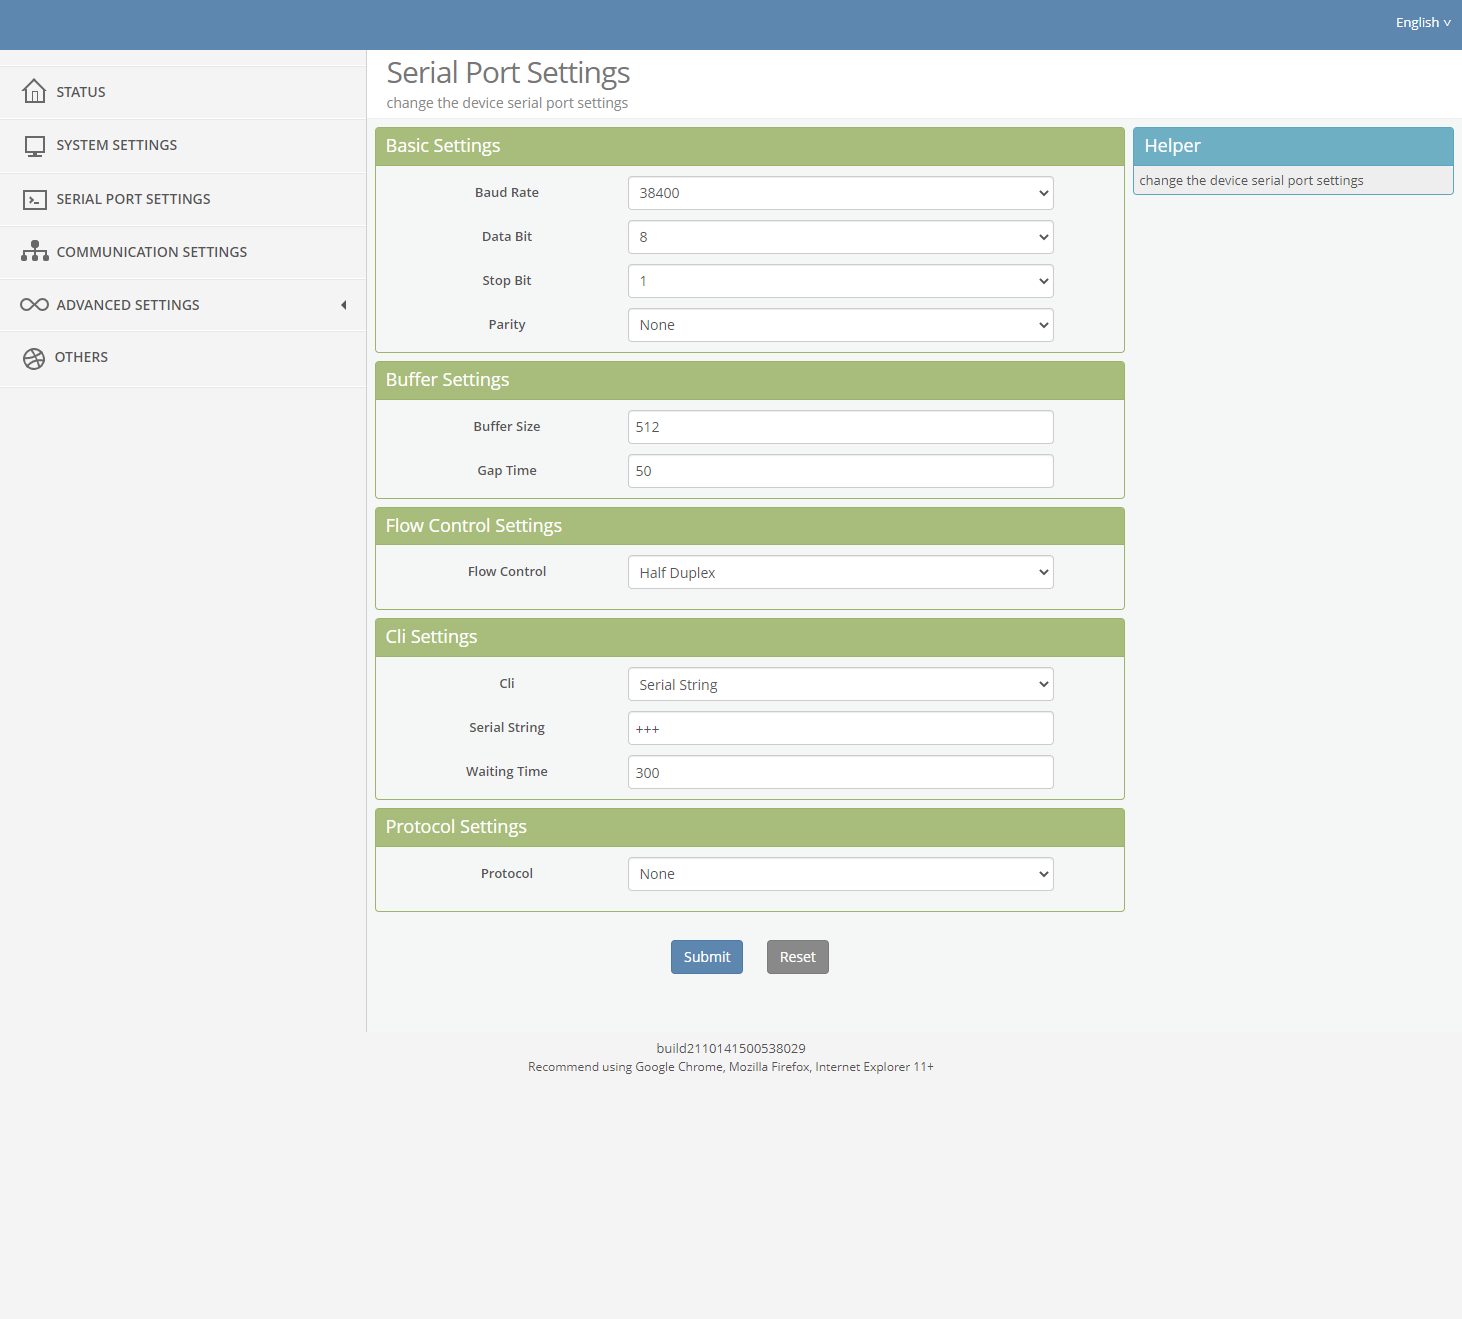 English v
STATUS
SYSTEM SETTINGS
SERIAL PORT SETTINGS
COMMUNICATION SETTINGS
ADVANCED SETTINGS
OTHERS
Serial Port Settings
change the device serial port settings
Basic Settings
Baud Rate 38400
Data Bit 8
Stop Bit 1
Parity None
Buffer Settings
Buffer Size 512
Gap Time 50
Flow Control Settings
Flow Control Half Duplex
Cli Settings
Cli Serial String
Serial String +++
Waiting Time 300
Protocol Settings
Protocol None
Submit Reset
Helper
change the device serial port settings
build2110141500538029
Recommend using Google Chrome, Mozilla Firefox, Internet Explorer 11+